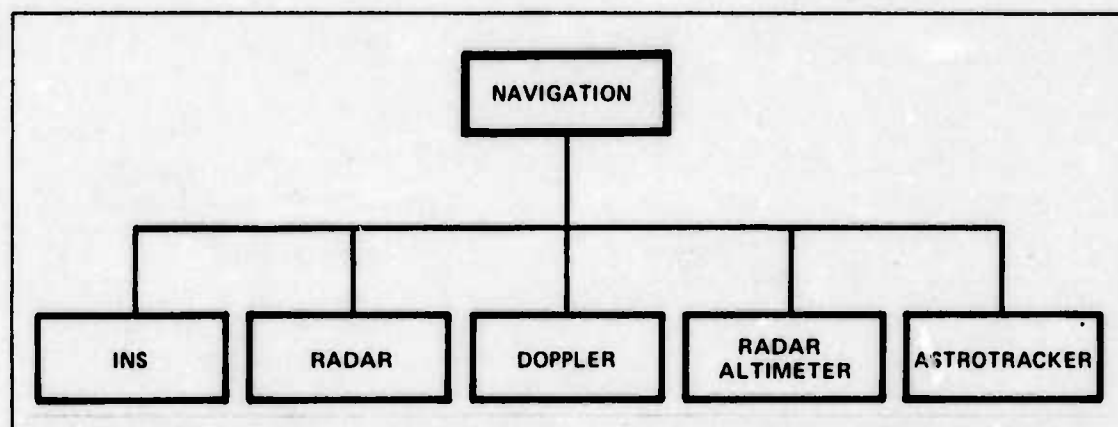 NAVIGATION
INS
RADAR
DOPPLER
RADAR
ALTIMETER
ASTROTRACKER